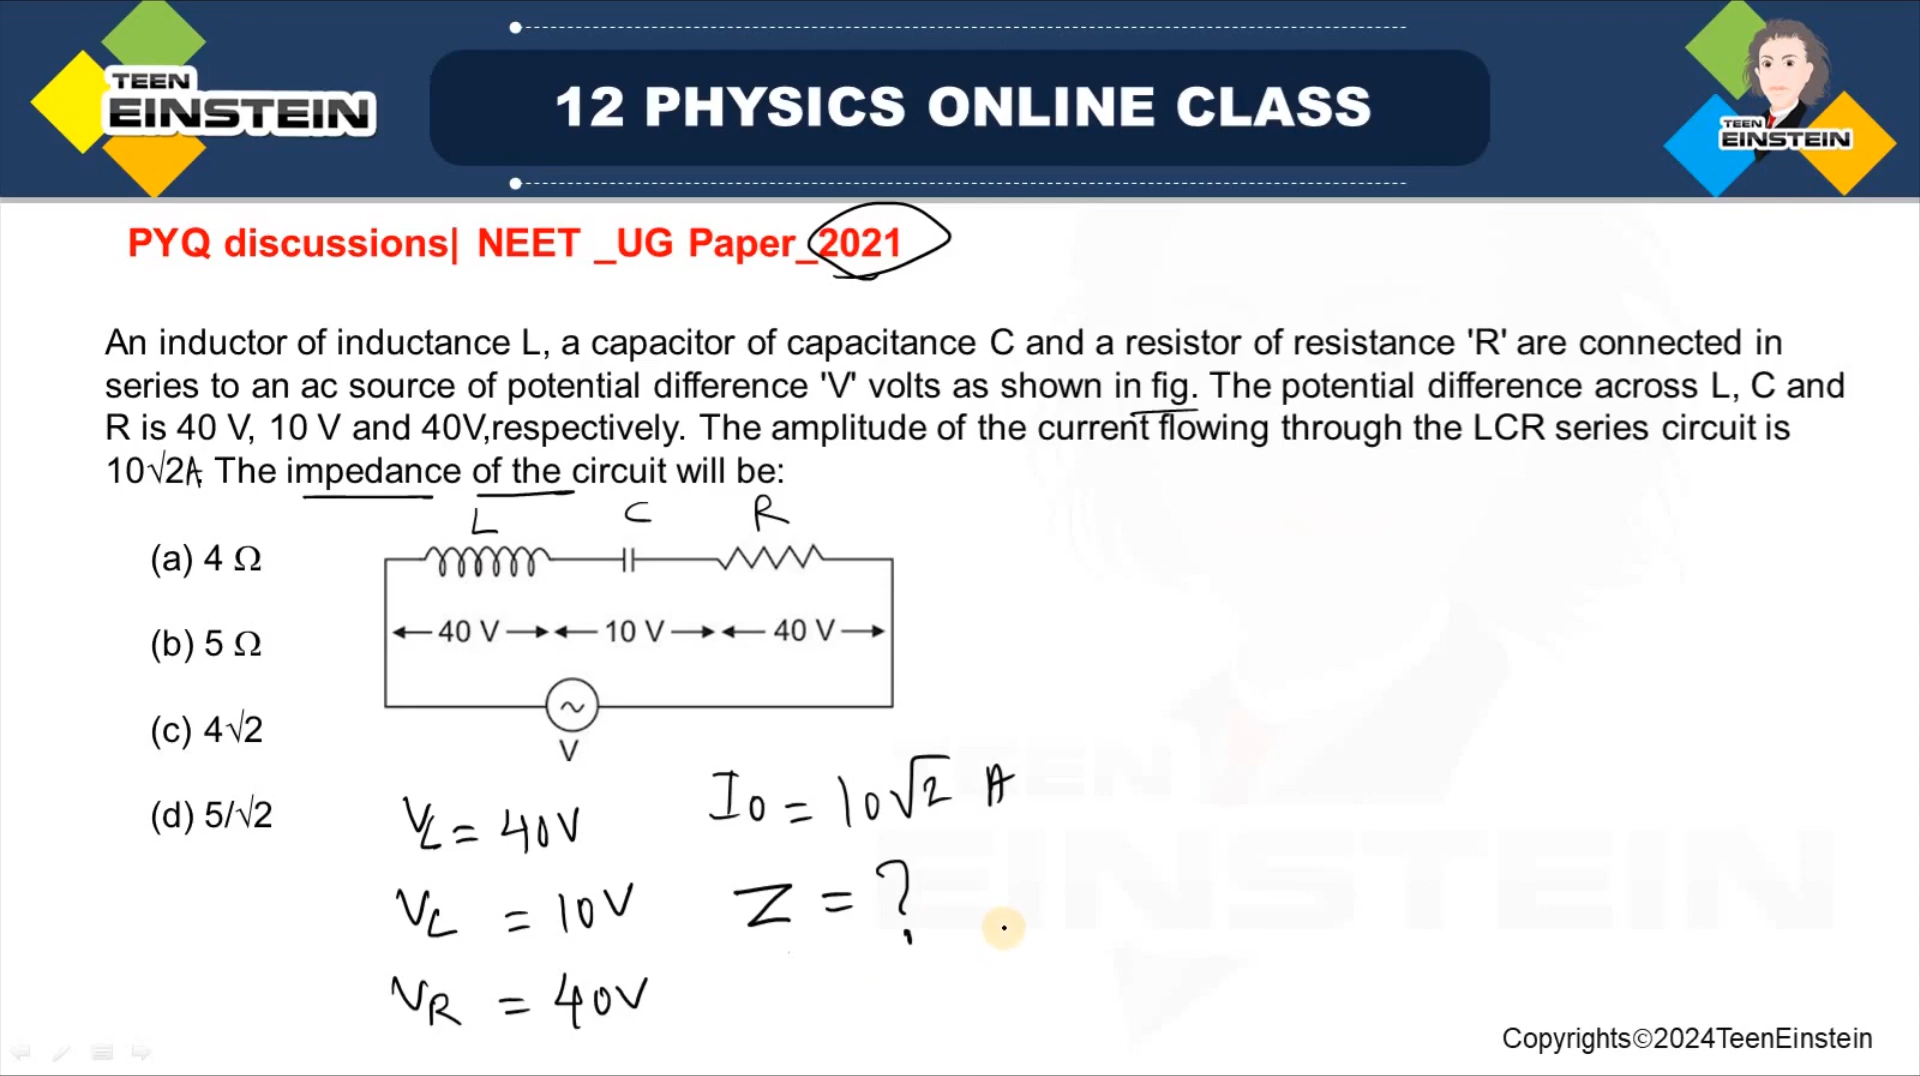 TEEN
EINSTEIN
12 PHYSICS ONLINE CLASS
TEEN
EINSTEIN
PYQ discussions| NEET _UG Paper_2021
An inductor of inductance L, a capacitor of capacitance C and a resistor of resistance 'R' are connected in
series to an ac source of potential difference 'V' volts as shown in fig. The potential difference across L, C and
R is 40 V, 10 V and 40V,respectively. The amplitude of the current flowing through the LCR series circuit is
10√2A The impedance of the circuit will be:
L C R
(a) 4 Ω
40 V 10 V 40 V
(b) 5 Ω
(c) 4√2
V
(d) 5/√2
VL = 40V
I0 = 10√2 A
VC = 10V
Z = ?
VR = 40V
TEEN
EINSTEIN
Copyrights©2024TeenEinstein